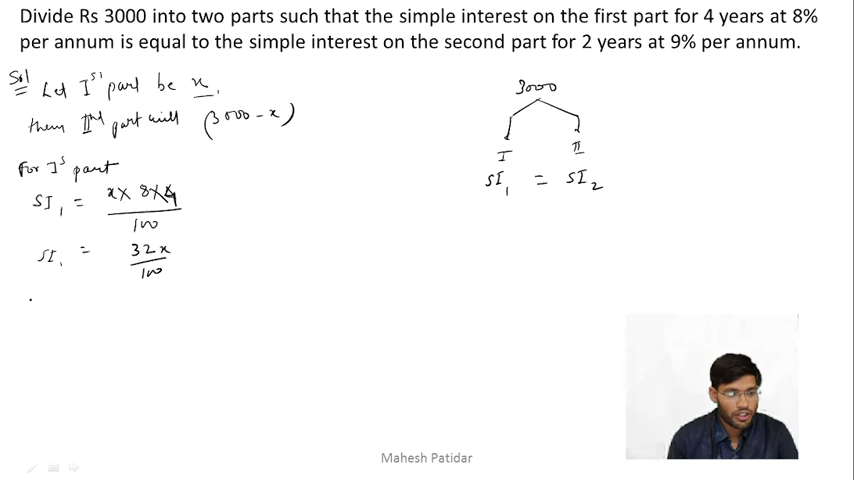 Divide Rs 3000 into two parts such that the simple interest on the first part for 4 years at 8%
per annum is equal to the simple interest on the second part for 2 years at 9% per annum.
Sol Let Ist part be x,
then IInd part will (3000 - x)
For Ist part
SI1 = x × 8 × 4 / 100
SI1 = 32x / 100
3000
I II
SI1 = SI2
Mahesh Patidar